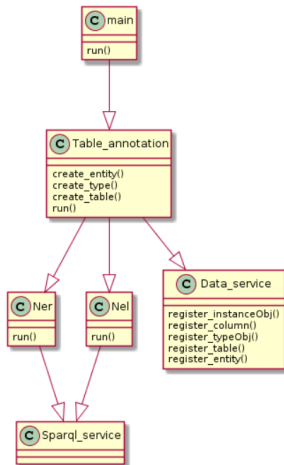 C main
run()
C Table_annotation
create_entity()
create_type()
create_table()
run()
C Ner
run()
C Nel
run()
C Data_service
register_instanceObj()
register_column()
register_typeObj()
register_table()
register_entity()
C Sparql_service